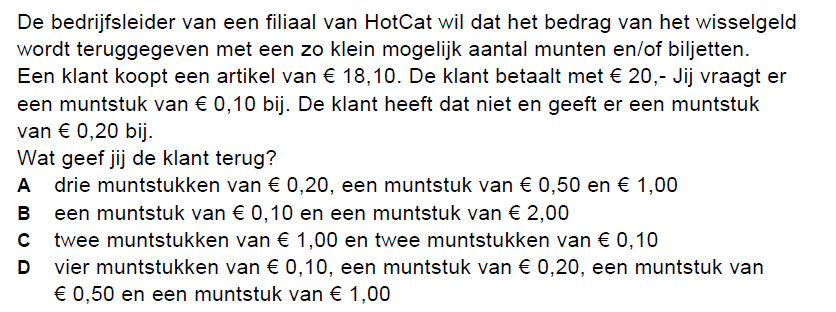 De bedrijfsleider van een filiaal van HotCat wil dat het bedrag van het wisselgeld
wordt teruggegeven met een zo klein mogelijk aantal munten en/of biljetten.
Een klant koopt een artikel van € 18,10. De klant betaalt met € 20,- Jij vraagt er
een muntstuk van € 0,10 bij. De klant heeft dat niet en geeft er een muntstuk
van € 0,20 bij.
Wat geef jij de klant terug?
A drie muntstukken van € 0,20, een muntstuk van € 0,50 en € 1,00
B een muntstuk van € 0,10 en een muntstuk van € 2,00
C twee muntstukken van € 1,00 en twee muntstukken van € 0,10
D vier muntstukken van € 0,10, een muntstuk van € 0,20, een muntstuk van
€ 0,50 en een muntstuk van € 1,00